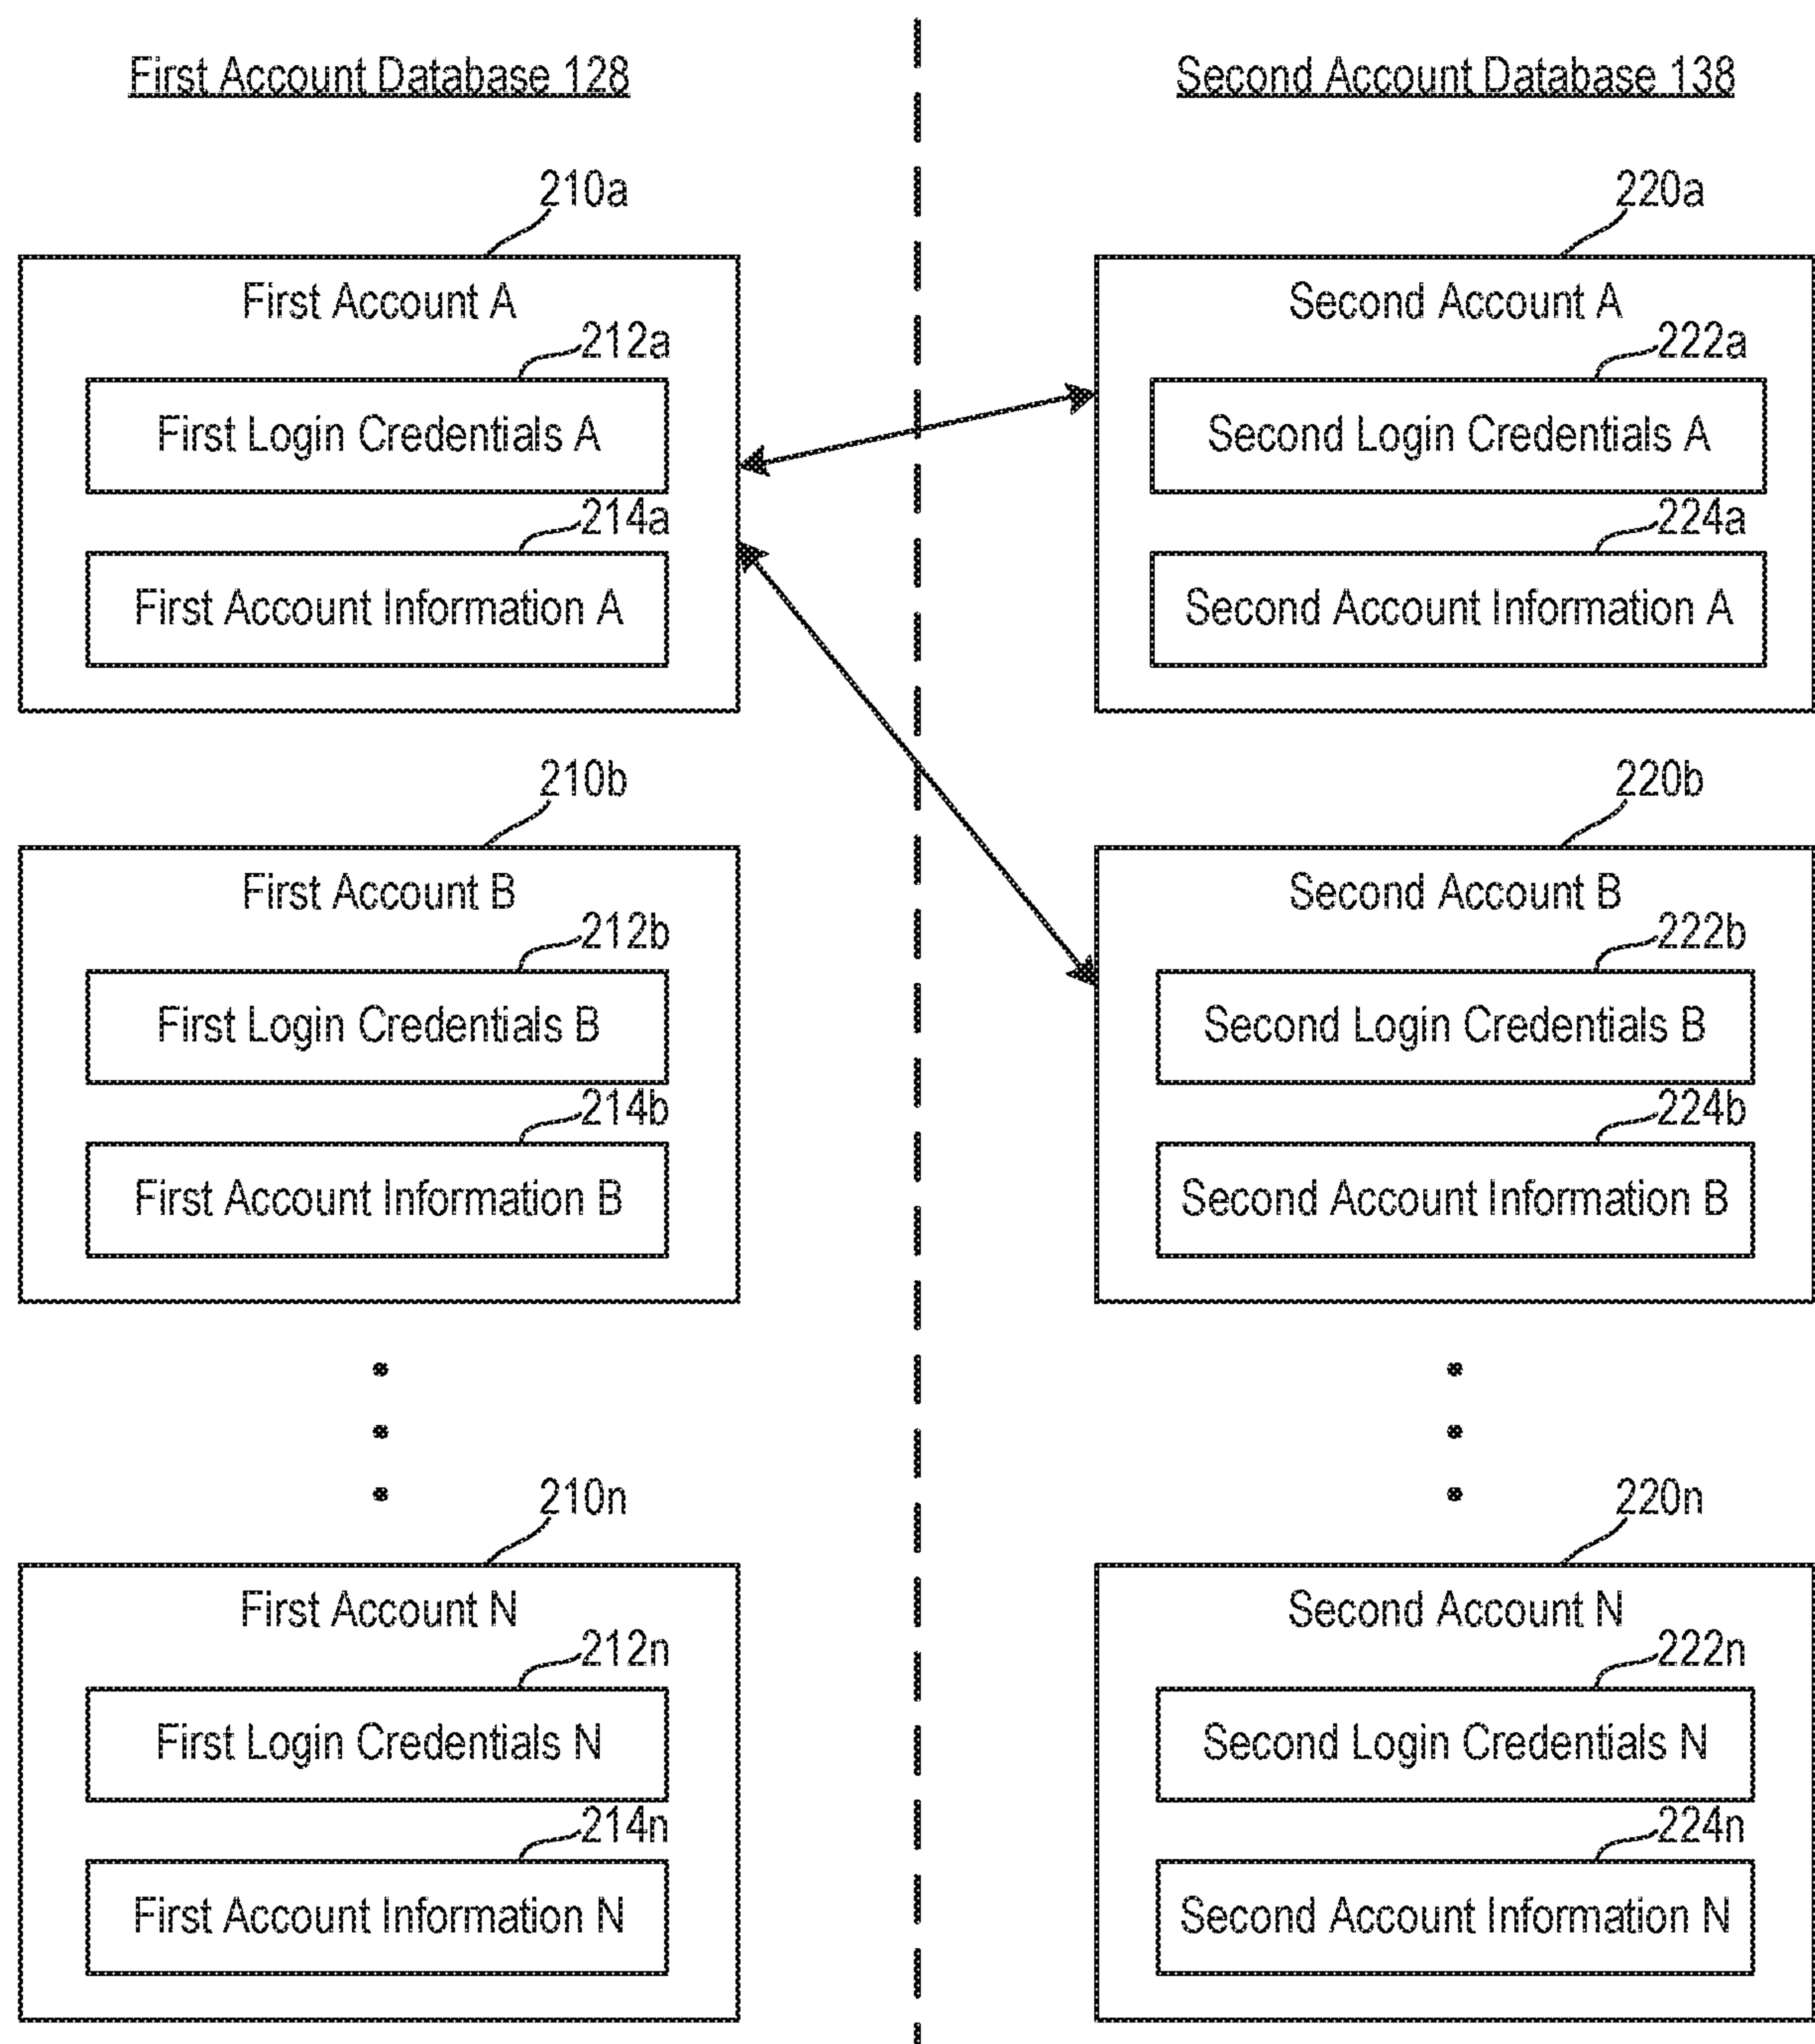 First Account Database 128
210a
First Account A
212a
First Login Credentials A
214a
First Account Information A
210b
First Account B
212b
First Login Credentials B
214b
First Account Information B
210n
First Account N
212n
First Login Credentials N
214n
First Account Information N
Second Account Database 138
220a
Second Account A
222a
Second Login Credentials A
224a
Second Account Information A
220b
Second Account B
222b
Second Login Credentials B
224b
Second Account Information B
220n
Second Account N
222n
Second Login Credentials N
224n
Second Account Information N